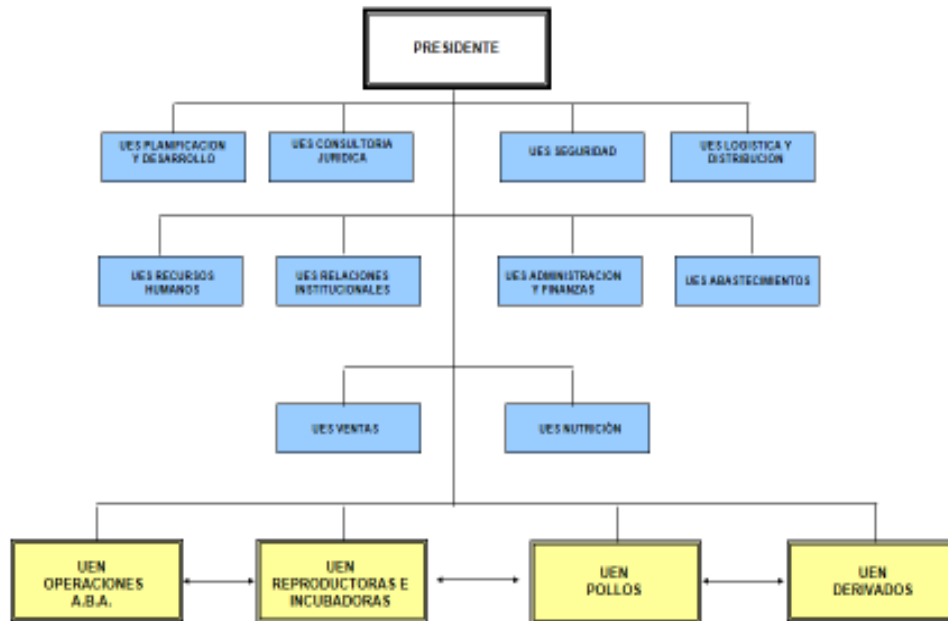 PRESIDENTE
UES PLANIFICACION
Y DESARROLLO
UES CONSULTORIA
JURIDICA
UES SEGURIDAD
UES LOGISTICA Y
DISTRIBUCION
UES RECURSOS
HUMANOS
UES RELACIONES
INSTITUCIONALES
UES ADMINISTRACION
Y FINANZAS
UES ABASTECIMIENTOS
UES VENTAS
UES NUTRICIÒN
UEN
OPERACIONES
A.B.A.
UEN
REPRODUCTORAS E
INCUBADORAS
UEN
POLLOS
UEN
DERIVADOS